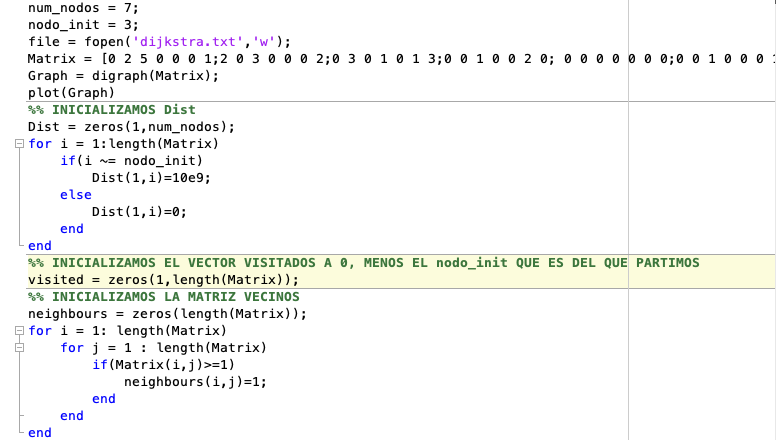 num_nodos = 7;
nodo_init = 3;
file = fopen('dijkstra.txt','w');
Matrix = [0 2 5 0 0 0 1;2 0 3 0 0 0 2;0 3 0 1 0 1 3;0 0 1 0 0 2 0; 0 0 0 0 0 0 0;0 0 1 0 0 0 1
Graph = digraph(Matrix);
plot(Graph)
%% INICIALIZAMOS Dist
Dist = zeros(1,num_nodos);
for i = 1:length(Matrix)
if(i ~= nodo_init)
Dist(1,i)=10e9;
else
Dist(1,i)=0;
end
end
%% INICIALIZAMOS EL VECTOR VISITADOS A 0, MENOS EL nodo_init QUE ES DEL QUE PARTIMOS
visited = zeros(1,length(Matrix));
%% INICIALIZAMOS LA MATRIZ VECINOS
neighbours = zeros(length(Matrix));
for i = 1: length(Matrix)
for j = 1 : length(Matrix)
if(Matrix(i,j)>=1)
neighbours(i,j)=1;
end
end
end